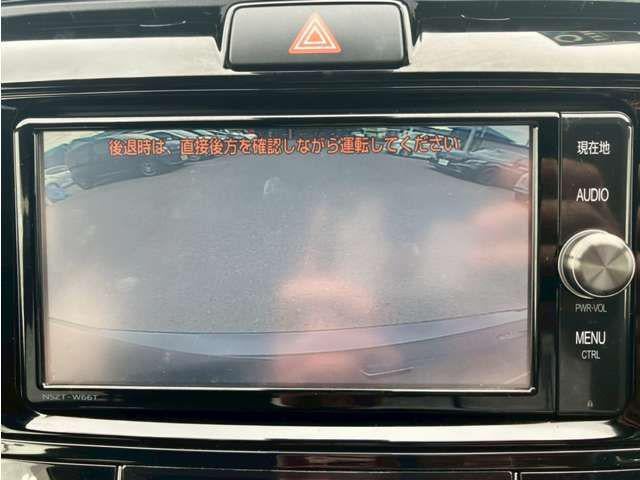 後退時は、直接後方を確認しながら運転してください
現在地
AUDIO
PWR-VOL
MENU
CTRL
NSZT-W66T